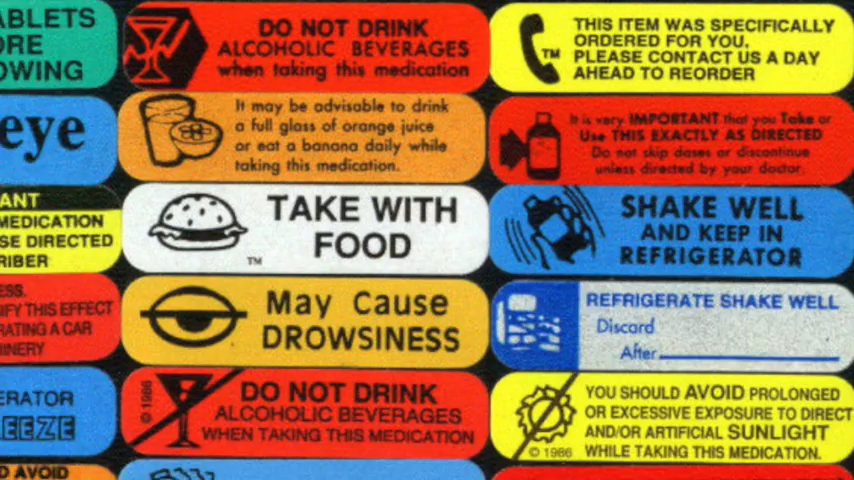 ABLETS
ORE
OWING
DO NOT DRINK
ALCOHOLIC BEVERAGES
when taking this medication
TM
THIS ITEM WAS SPECIFICALLY
ORDERED FOR YOU.
PLEASE CONTACT US A DAY
AHEAD TO REORDER
eye
It may be advisable to drink
a full glass of orange juice
or eat a banana daily while
taking this medication.
It is very IMPORTANT that you Take or
Use THIS EXACTLY AS DIRECTED
Do not skip doses or discontinue
unless directed by your doctor.
ANT
MEDICATION
SE DIRECTED
RIBER
TAKE WITH
FOOD
TM
SHAKE WELL
AND KEEP IN
REFRIGERATOR
ESS.
IFY THIS EFFECT
RATING A CAR
INERY
May Cause
DROWSINESS
REFRIGERATE SHAKE WELL
Discard
After
ERATOR
EEZE
© 1986
DO NOT DRINK
ALCOHOLIC BEVERAGES
WHEN TAKING THIS MEDICATION
© 1986
YOU SHOULD AVOID PROLONGED
OR EXCESSIVE EXPOSURE TO DIRECT
AND/OR ARTIFICIAL SUNLIGHT
WHILE TAKING THIS MEDICATION.
D AVOID